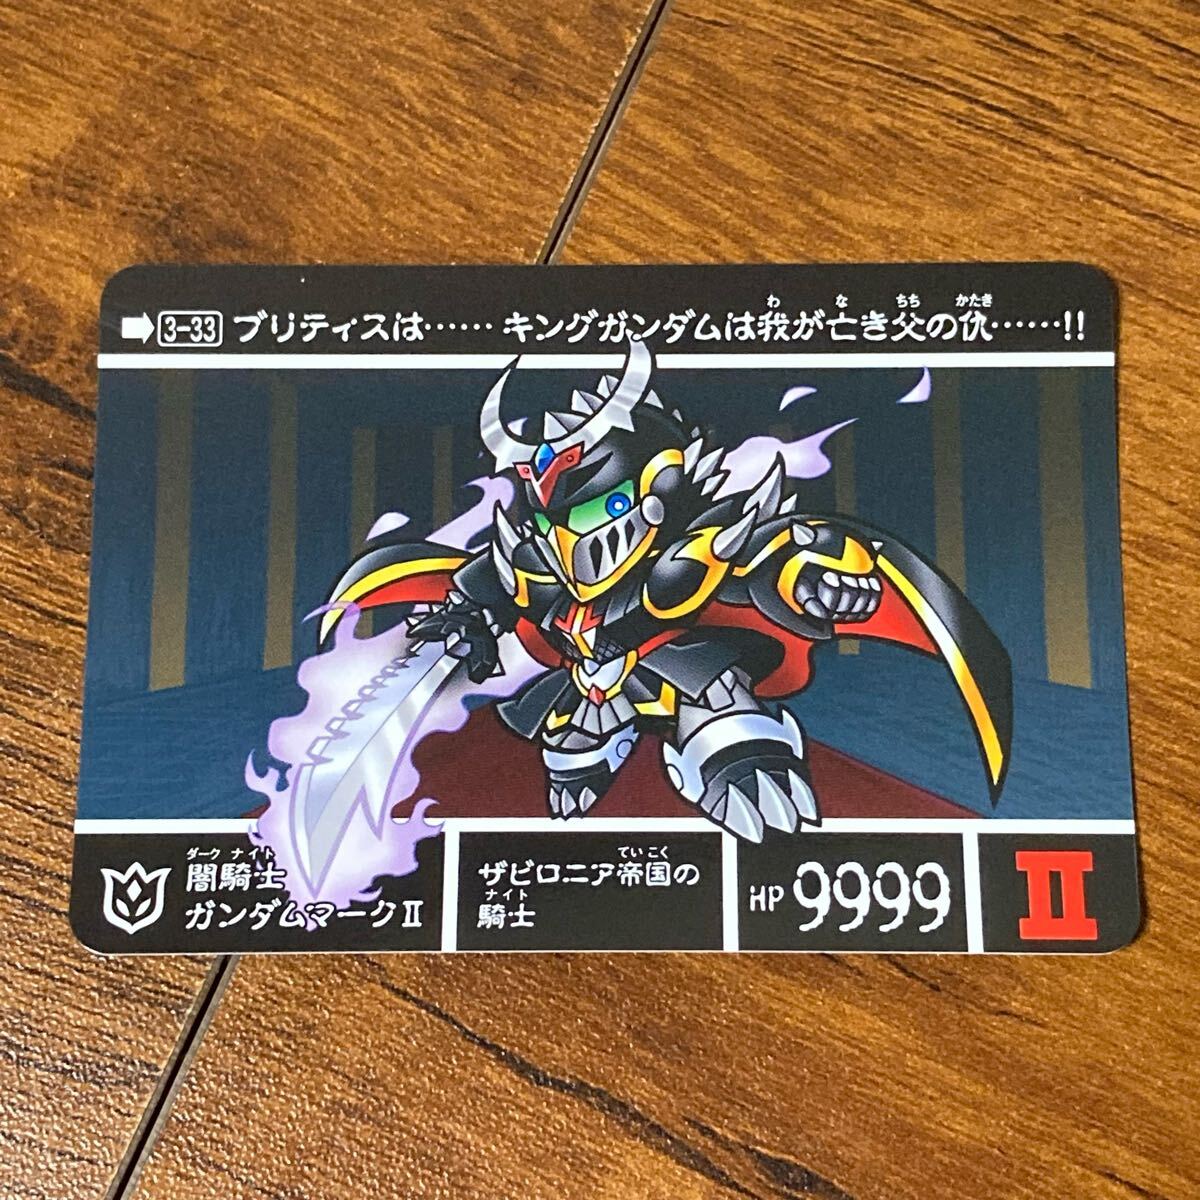 3-33 ブリティスは…… キングガンダムは我が亡き父の仇……!!
わ な ちち かたき
ダーク ナイト
闇騎士
ガンダムマークⅡ
ていこく
ザビロニア帝国の
ナイト
騎士
HP 9999
Ⅱ